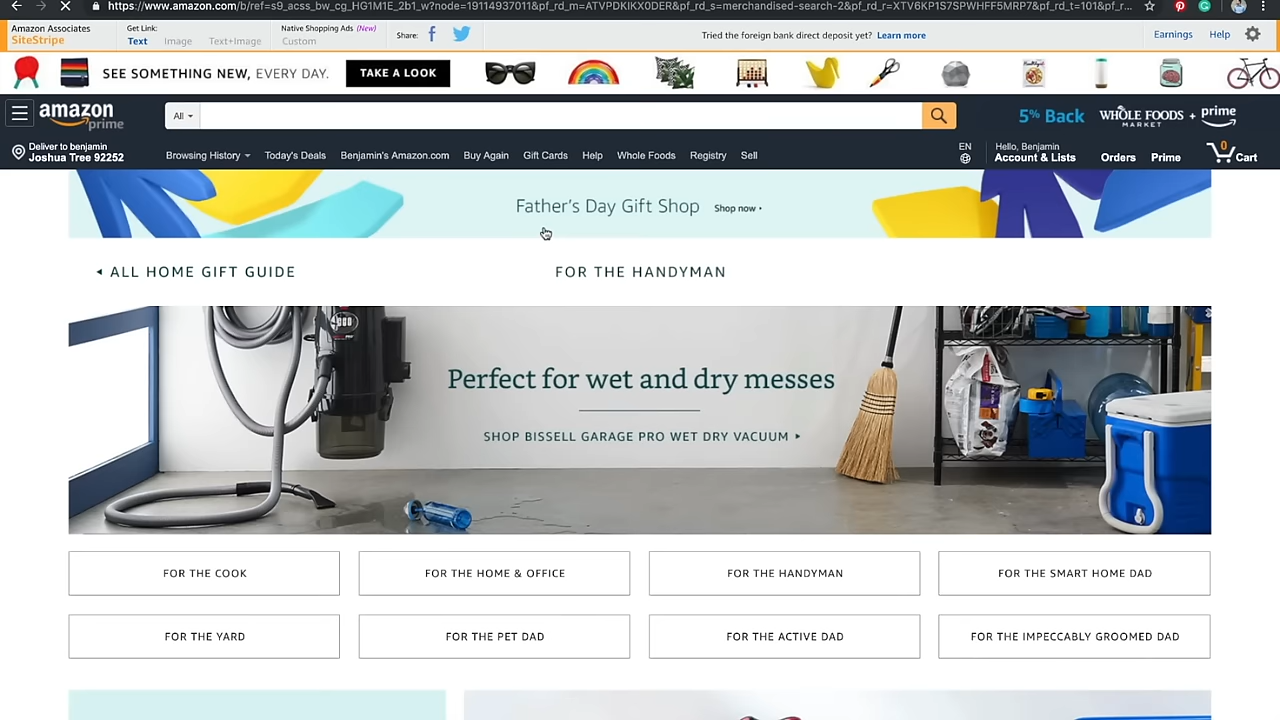 https://www.amazon.com/b/ref=s9_acss_bw_cg_HG1M1E_2b1_w?node=19114937011&pf_rd_m=ATVPDKIKX0DER&pf_rd_s=merchandised-search-2&pf_rd_r=XTV6KP1S7SPWHFF5MRP7&pf_rd_t=101&pf_r...
Amazon Associates
SiteStripe
Get Link:
Text Image Text+Image
Native Shopping Ads (New)
Custom
Share:
Tried the foreign bank direct deposit yet? Learn more
Earnings Help
SEE SOMETHING NEW, EVERY DAY. TAKE A LOOK
amazon prime
All
5% Back WHOLE FOODS MARKET + prime
Deliver to benjamin
Joshua Tree 92252
Browsing History Today's Deals Benjamin's Amazon.com Buy Again Gift Cards Help Whole Foods Registry Sell
EN
Hello, Benjamin
Account & Lists Orders Prime 0 Cart
Father's Day Gift Shop Shop now
ALL HOME GIFT GUIDE FOR THE HANDYMAN
Perfect for wet and dry messes
SHOP BISSELL GARAGE PRO WET DRY VACUUM
FOR THE COOK FOR THE HOME & OFFICE FOR THE HANDYMAN FOR THE SMART HOME DAD
FOR THE YARD FOR THE PET DAD FOR THE ACTIVE DAD FOR THE IMPECCABLY GROOMED DAD